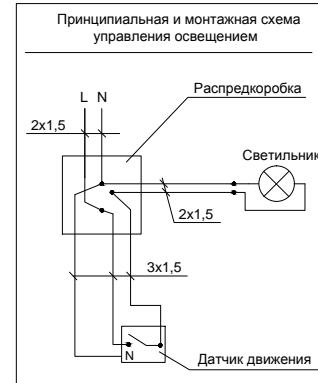 Принципиальная и монтажная схема
управления освещением
L N
Распредкоробка
2x1,5
Светильник
2x1,5
3x1,5
N
Датчик движения